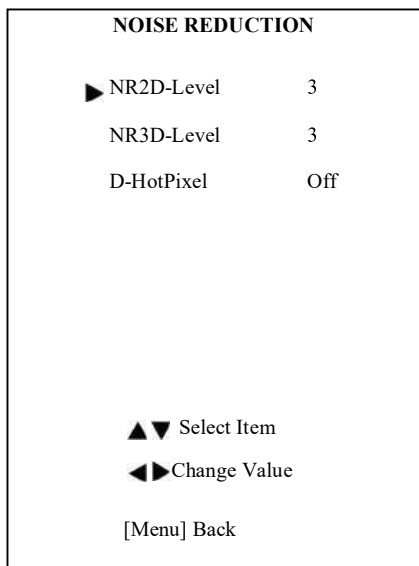 NOISE REDUCTION
▶ NR2D-Level 3
NR3D-Level 3
D-HotPixel Off
▲▼ Select Item
◀▶ Change Value
[Menu] Back